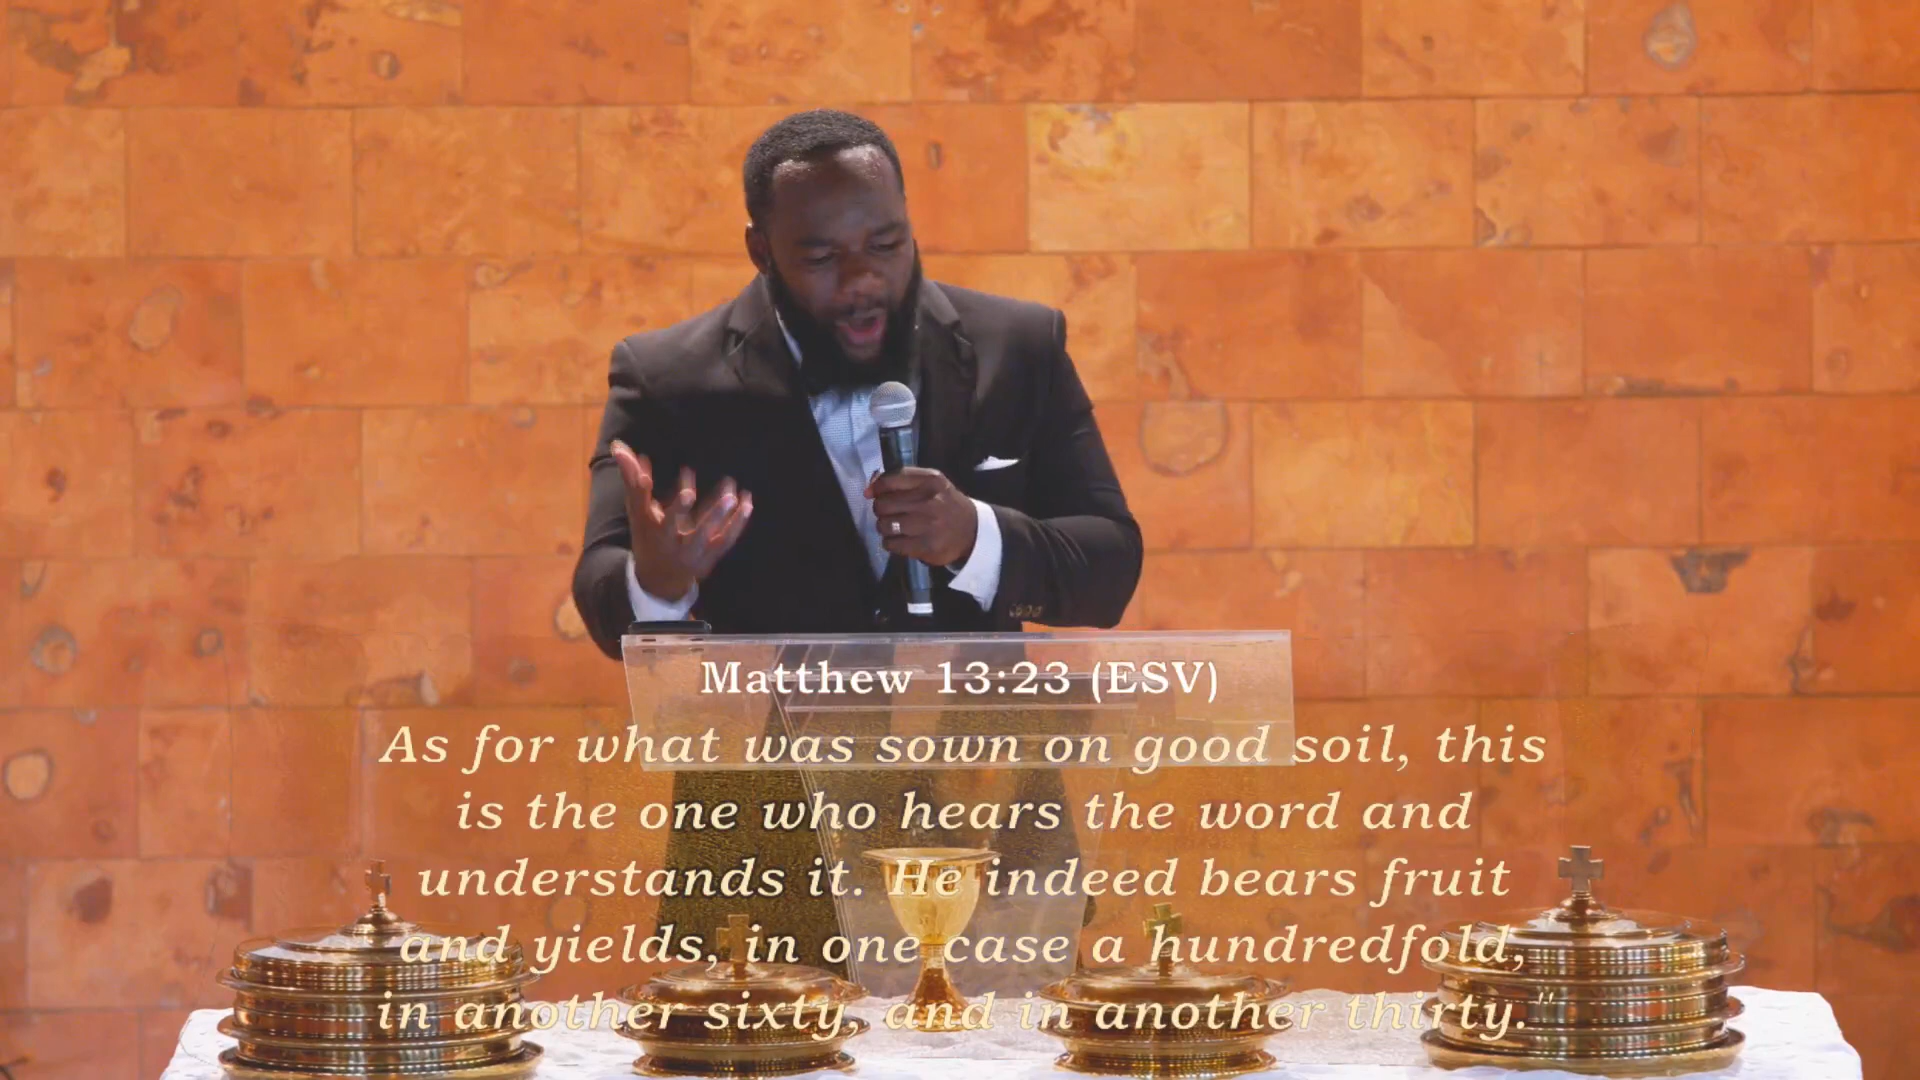 Matthew 13:23 (ESV)
As for what was sown on good soil, this
is the one who hears the word and
understands it. He indeed bears fruit
and yields, in one case a hundredfold,
in another sixty, and in another thirty."